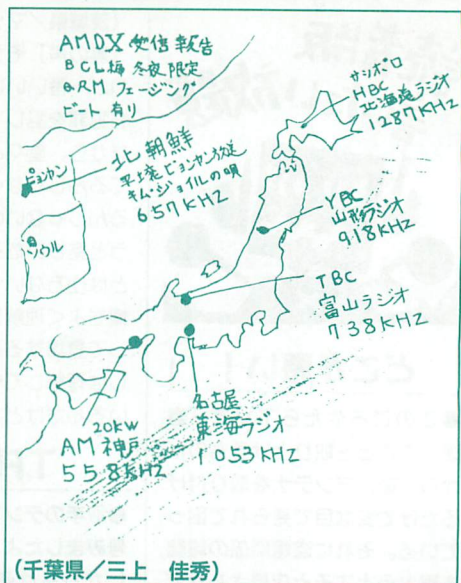 AMDX 受信報告
BCL極 冬夜限定
QRM フェージング
ビート 有り
ピョンヤン
北朝鮮
平壌ピョンヤン放送
キム・ジョイルの唄
657KHz
ソウル
サッポロ
HBC
北海道ラジオ
1287KHz
YBC
山形ラジオ
918KHz
TBC
富山ラジオ
738KHz
名古屋
東海ラジオ
1053KHz
20KW
AM 神戸
558KHz
(千葉県/三上 佳秀)